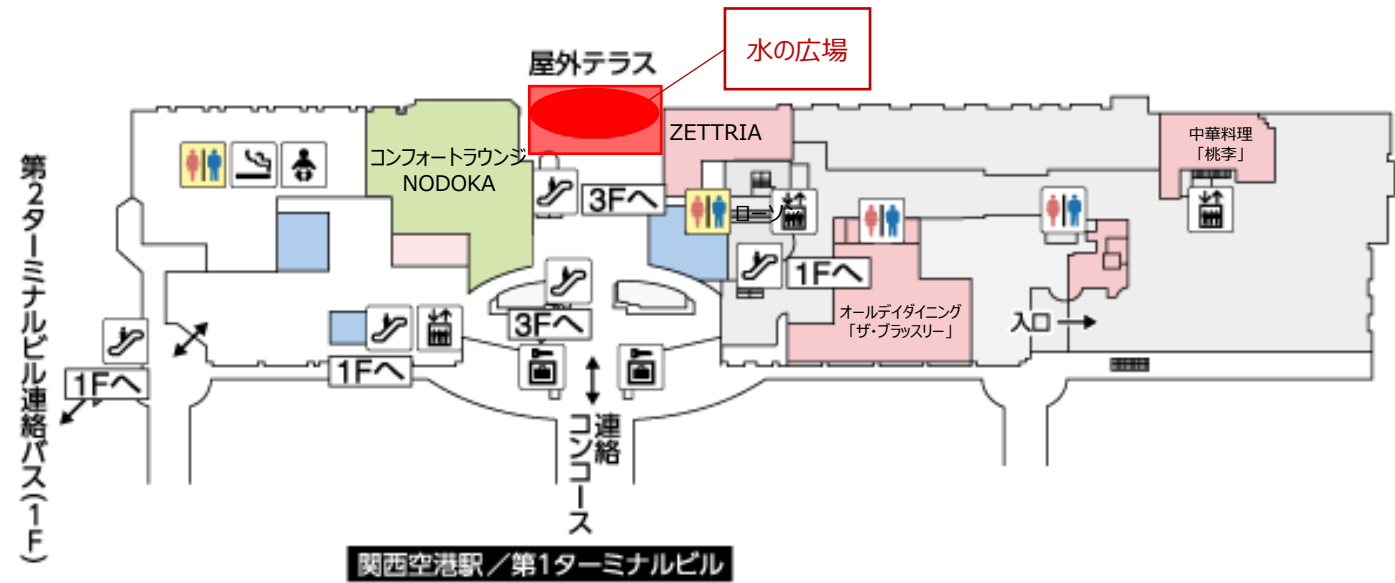 水の広場
屋外テラス
ZETTRIA
中華料理
「桃李」
コンフォートラウンジ
NODOKA
3Fへ
ローソン
1Fへ
オールデイダイニング
「ザ・ブラッスリー」
3Fへ
入口
1Fへ
1Fへ
第2ターミナルビル連絡バス(1F)
連絡
コンコース
関西空港駅/第1ターミナルビル